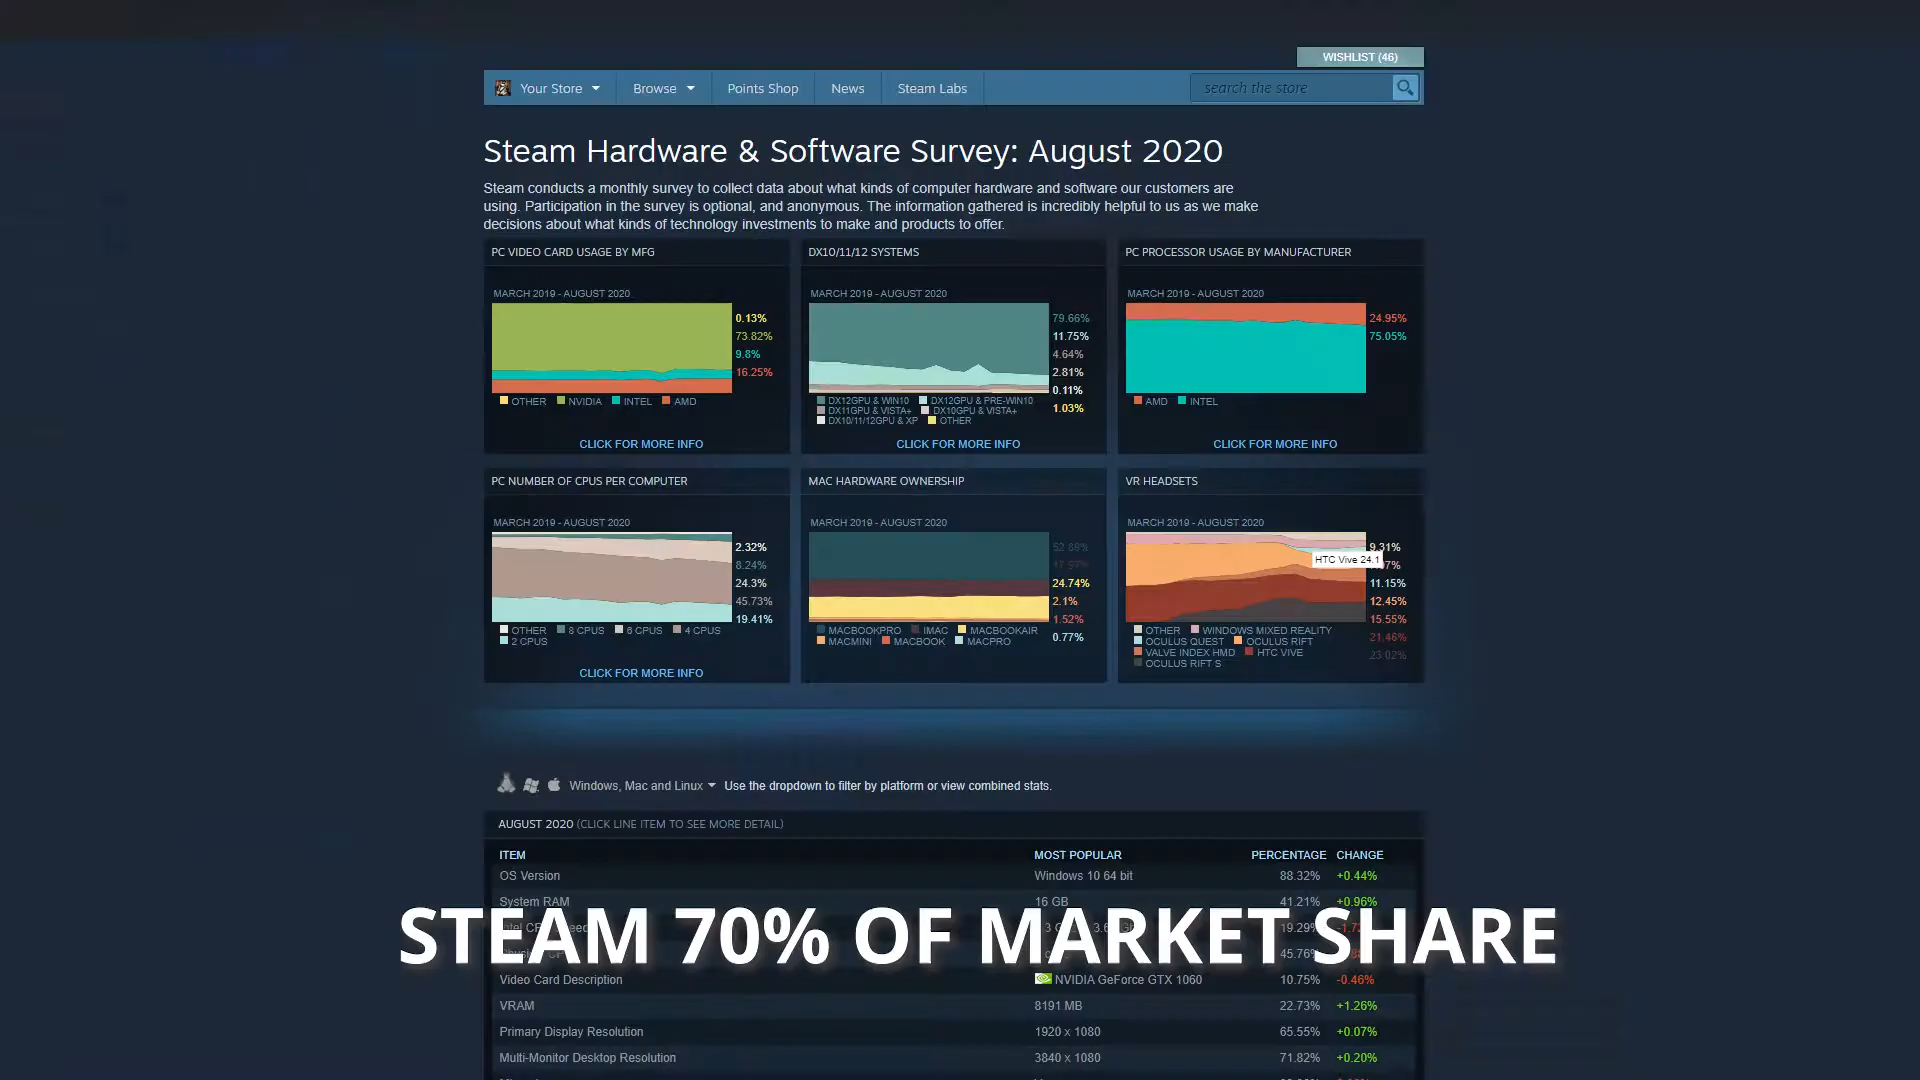 WISHLIST (46)
Your Store Browse Points Shop News Steam Labs search the store
Steam Hardware & Software Survey: August 2020
Steam conducts a monthly survey to collect data about what kinds of computer hardware and software our customers are
using. Participation in the survey is optional, and anonymous. The information gathered is incredibly helpful to us as we make
decisions about what kinds of technology investments to make and products to offer.
PC VIDEO CARD USAGE BY MFG
MARCH 2019 - AUGUST 2020
0.13%
73.82%
9.8%
16.25%
OTHER NVIDIA INTEL AMD
CLICK FOR MORE INFO
DX10/11/12 SYSTEMS
MARCH 2019 - AUGUST 2020
79.66%
11.75%
4.64%
2.81%
0.11%
1.03%
DX12GPU & WIN10 DX12GPU & PRE-WIN10
DX11GPU & VISTA+ DX10GPU & VISTA+
DX10/11/12GPU & XP OTHER
CLICK FOR MORE INFO
PC PROCESSOR USAGE BY MANUFACTURER
MARCH 2019 - AUGUST 2020
24.95%
75.05%
AMD INTEL
CLICK FOR MORE INFO
PC NUMBER OF CPUS PER COMPUTER
MARCH 2019 - AUGUST 2020
2.32%
8.24%
24.3%
45.73%
19.41%
OTHER 8 CPUS 6 CPUS 4 CPUS
2 CPUS
CLICK FOR MORE INFO
MAC HARDWARE OWNERSHIP
MARCH 2019 - AUGUST 2020
24.74%
2.1%
1.52%
0.77%
MACBOOKPRO IMAC MACBOOKAIR
MACMINI MACBOOK MACPRO
VR HEADSETS
MARCH 2019 - AUGUST 2020
9.31%
HTC Vive 24.1
11.15%
12.45%
15.55%
21.46%
23.02%
OTHER WINDOWS MIXED REALITY
OCULUS QUEST OCULUS RIFT
VALVE INDEX HMD HTC VIVE
OCULUS RIFT S
Windows, Mac and Linux Use the dropdown to filter by platform or view combined stats.
AUGUST 2020 (CLICK LINE ITEM TO SEE MORE DETAIL)
ITEM MOST POPULAR PERCENTAGE CHANGE
OS Version Windows 10 64 bit 88.32% +0.44%
System RAM 16 GB 41.21% +0.96%
19.29%
45.76%
STEAM 70% OF MARKET SHARE
Video Card Description NVIDIA GeForce GTX 1060 10.75% -0.46%
VRAM 8191 MB 22.73% +1.26%
Primary Display Resolution 1920 x 1080 65.55% +0.07%
Multi-Monitor Desktop Resolution 3840 x 1080 71.82% +0.20%